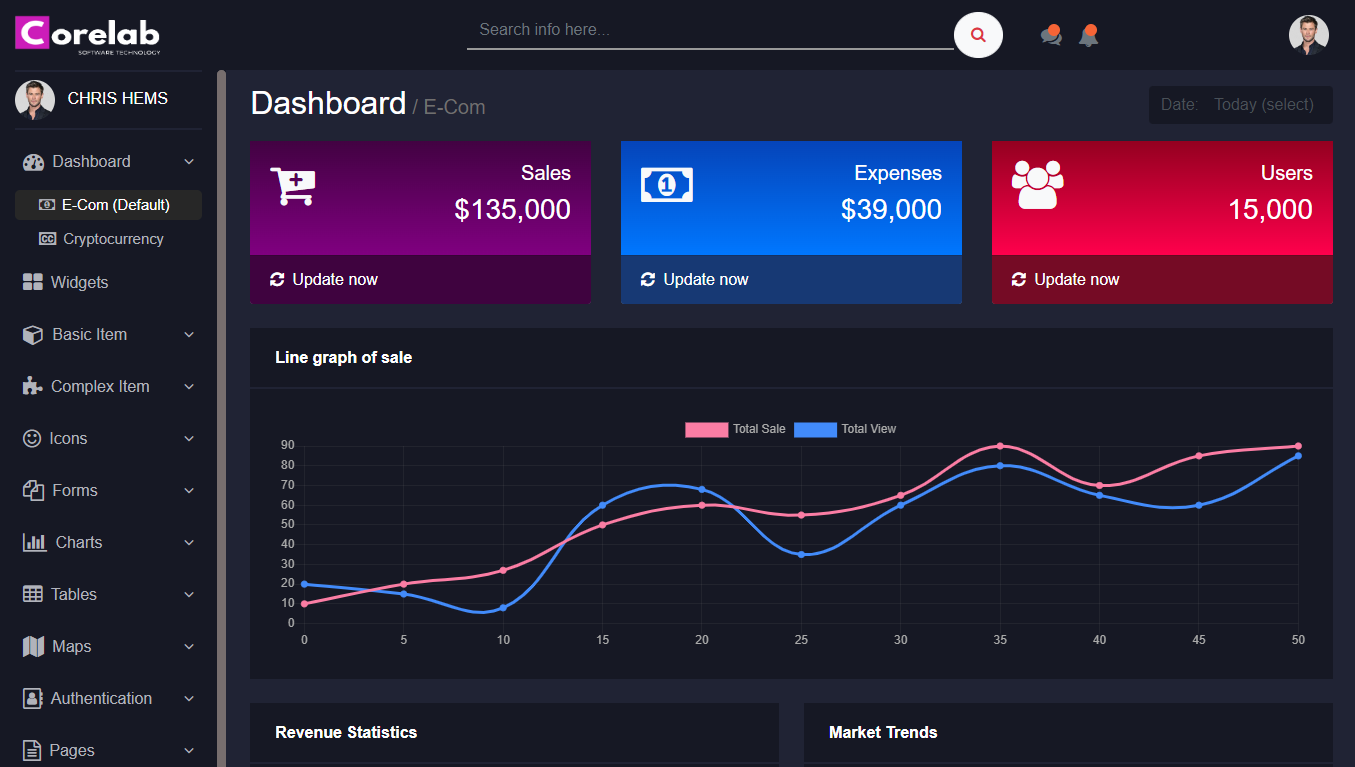 Corelab
SOFTWARE TECHNOLOGY
Search info here...
CHRIS HEMS
Dashboard
E-Com (Default)
Cryptocurrency
Widgets
Basic Item
Complex Item
Icons
Forms
Charts
Tables
Maps
Authentication
Pages
Dashboard / E-Com
Date: Today (select)
Sales
$135,000
Update now
Expenses
$39,000
Update now
Users
15,000
Update now
Line graph of sale
Total Sale Total View
90
80
70
60
50
40
30
20
10
0
0 5 10 15 20 25 30 35 40 45 50
Revenue Statistics
Market Trends